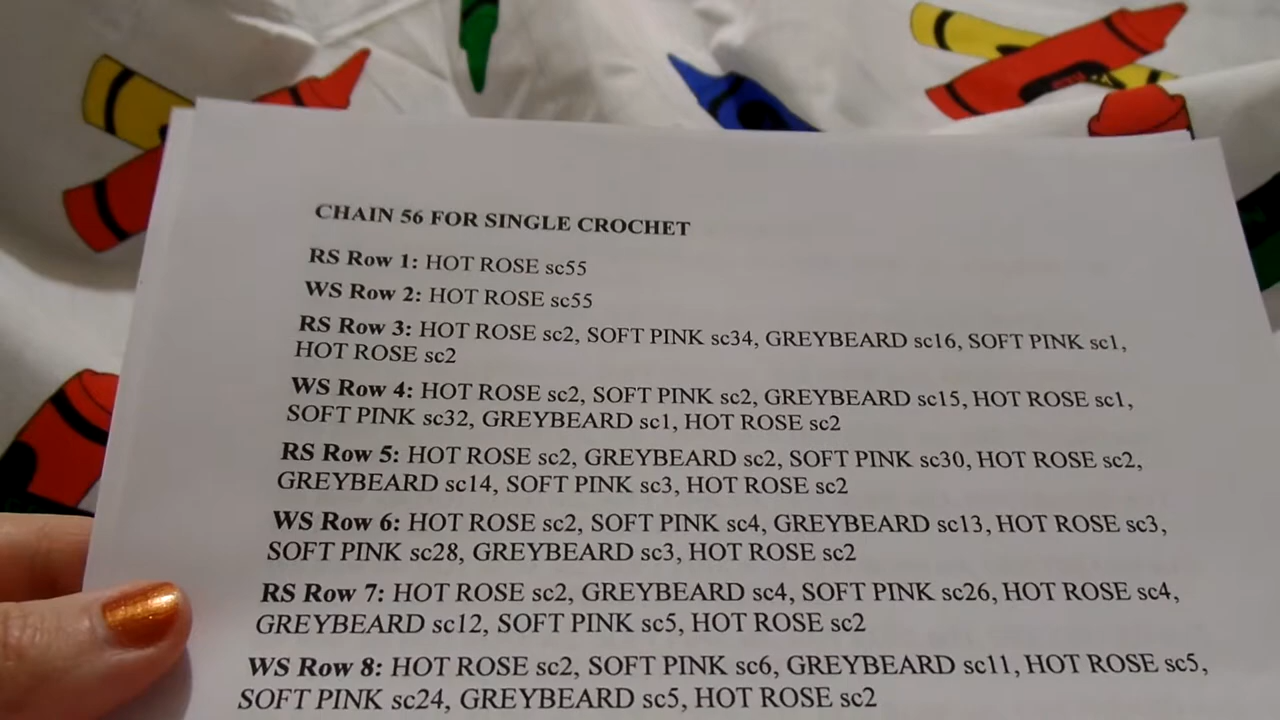 CHAIN 56 FOR SINGLE CROCHET
RS Row 1: HOT ROSE sc55
WS Row 2: HOT ROSE sc55
RS Row 3: HOT ROSE sc2, SOFT PINK sc34, GREYBEARD sc16, SOFT PINK sc1,
HOT ROSE sc2
WS Row 4: HOT ROSE sc2, SOFT PINK sc2, GREYBEARD sc15, HOT ROSE sc1,
SOFT PINK sc32, GREYBEARD sc1, HOT ROSE sc2
RS Row 5: HOT ROSE sc2, GREYBEARD sc2, SOFT PINK sc30, HOT ROSE sc2,
GREYBEARD sc14, SOFT PINK sc3, HOT ROSE sc2
WS Row 6: HOT ROSE sc2, SOFT PINK sc4, GREYBEARD sc13, HOT ROSE sc3,
SOFT PINK sc28, GREYBEARD sc3, HOT ROSE sc2
RS Row 7: HOT ROSE sc2, GREYBEARD sc4, SOFT PINK sc26, HOT ROSE sc4,
GREYBEARD sc12, SOFT PINK sc5, HOT ROSE sc2
WS Row 8: HOT ROSE sc2, SOFT PINK sc6, GREYBEARD sc11, HOT ROSE sc5,
SOFT PINK sc24, GREYBEARD sc5, HOT ROSE sc2